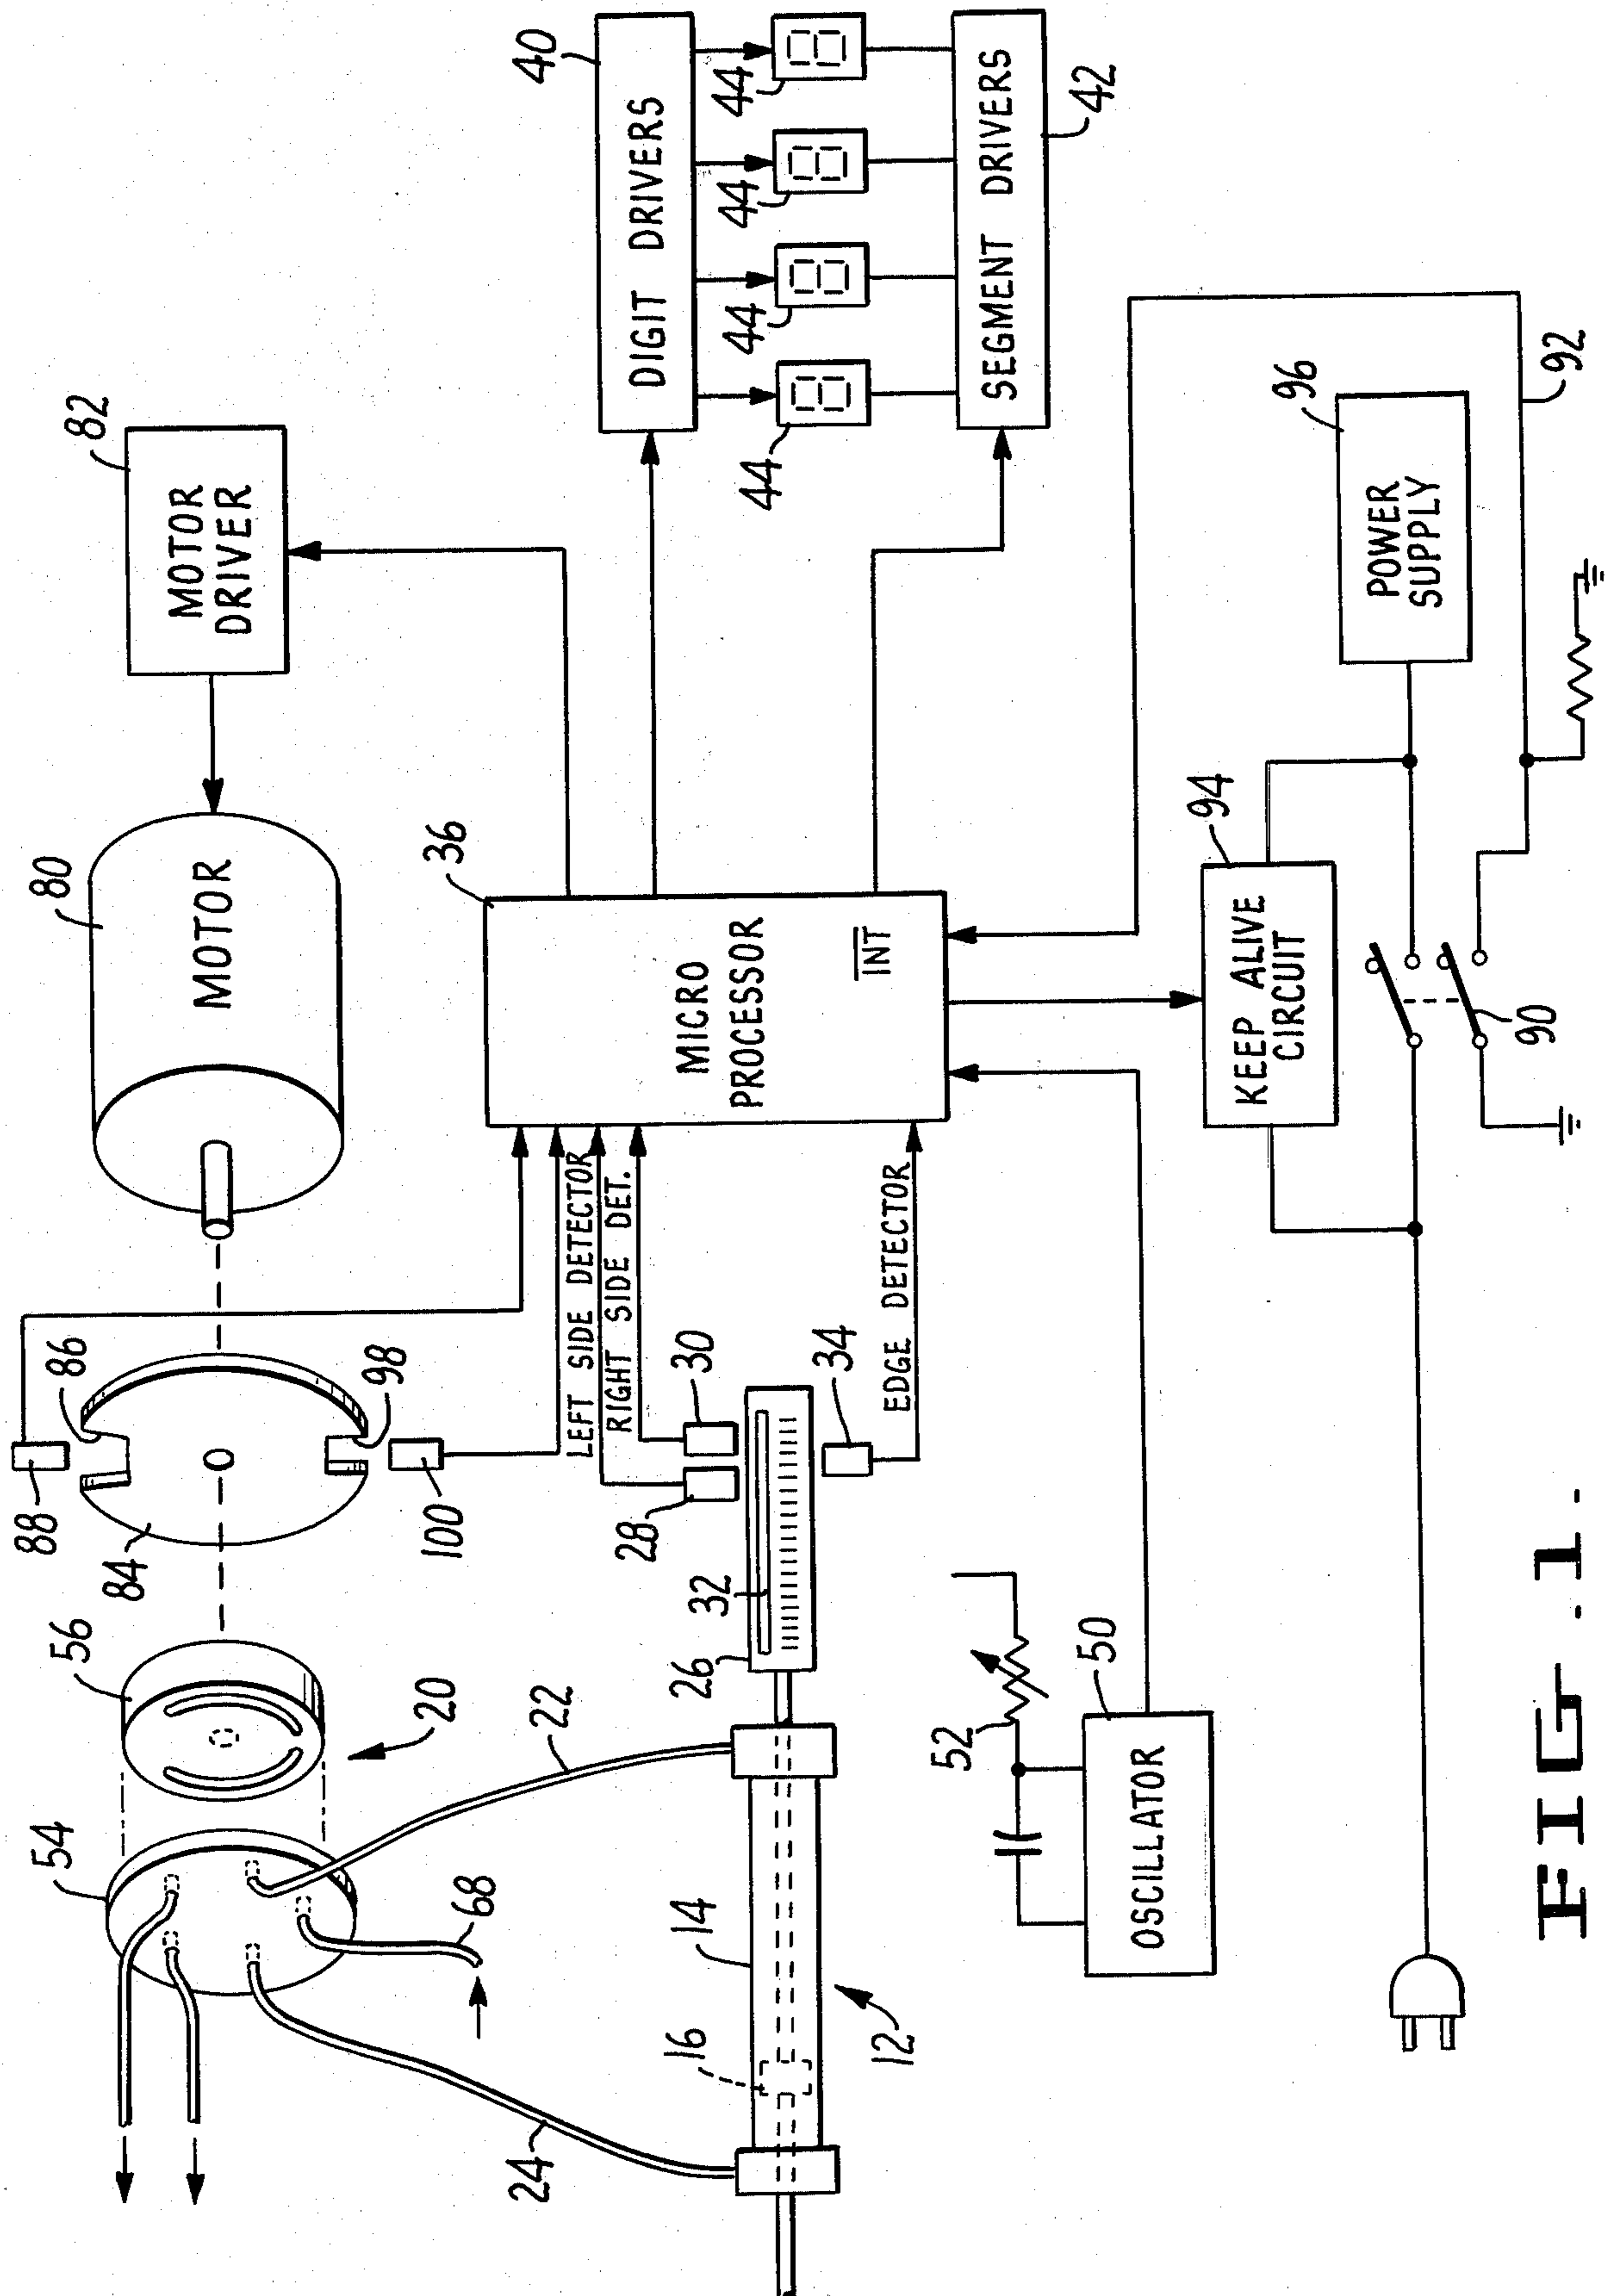 80
MOTOR
82
MOTOR
DRIVER
88
86
84
98
100
56
54
20
22
68
24
36
MICRO
PROCESSOR
INT
LEFT SIDE DETECTOR
RIGHT SIDE DET.
EDGE DETECTOR
40
DIGIT DRIVERS
44
44
44
44
SEGMENT DRIVERS
42
28
30
32
26
34
14
16
12
52
50
OSCILLATOR
94
KEEP ALIVE
CIRCUIT
90
96
POWER
SUPPLY
92
FIG. 1.